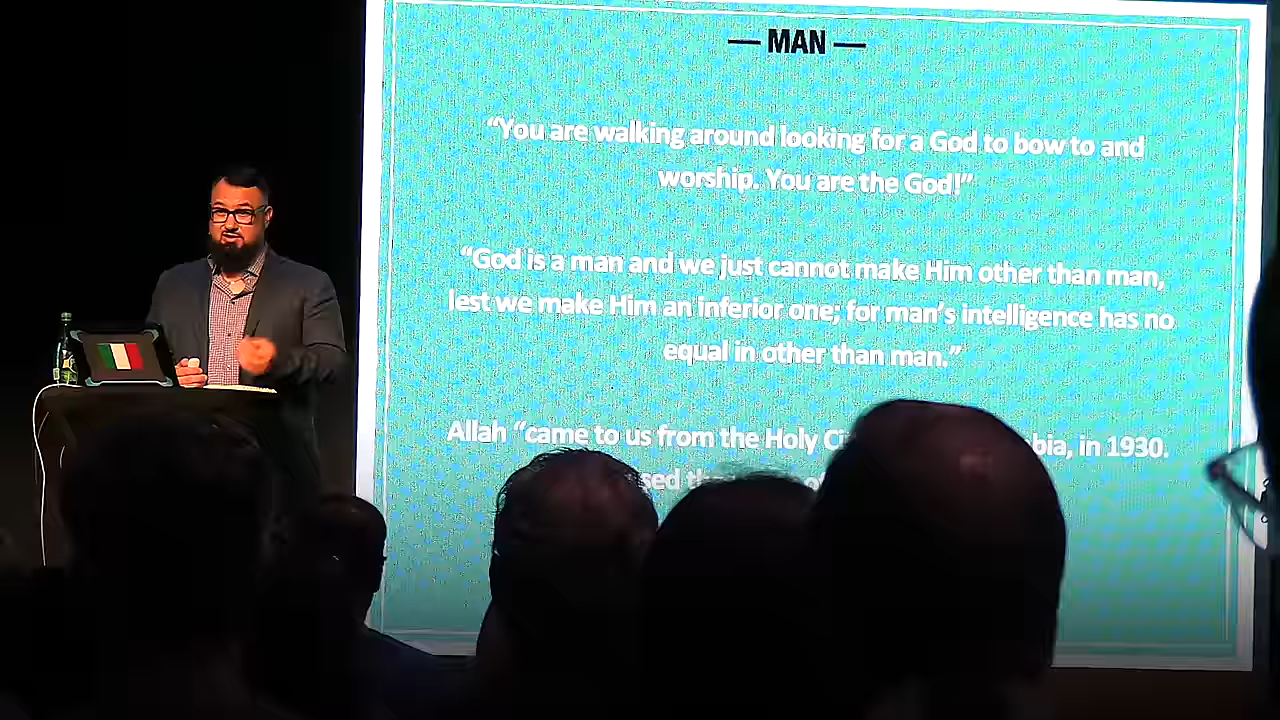 — MAN —
“You are walking around looking for a God to bow to and
worship. You are the God!”
“God is a man and we just cannot make Him other than man,
lest we make Him an inferior one; for man’s intelligence has no
equal in other than man.”
Allah “came to us from the Holy in 1930.